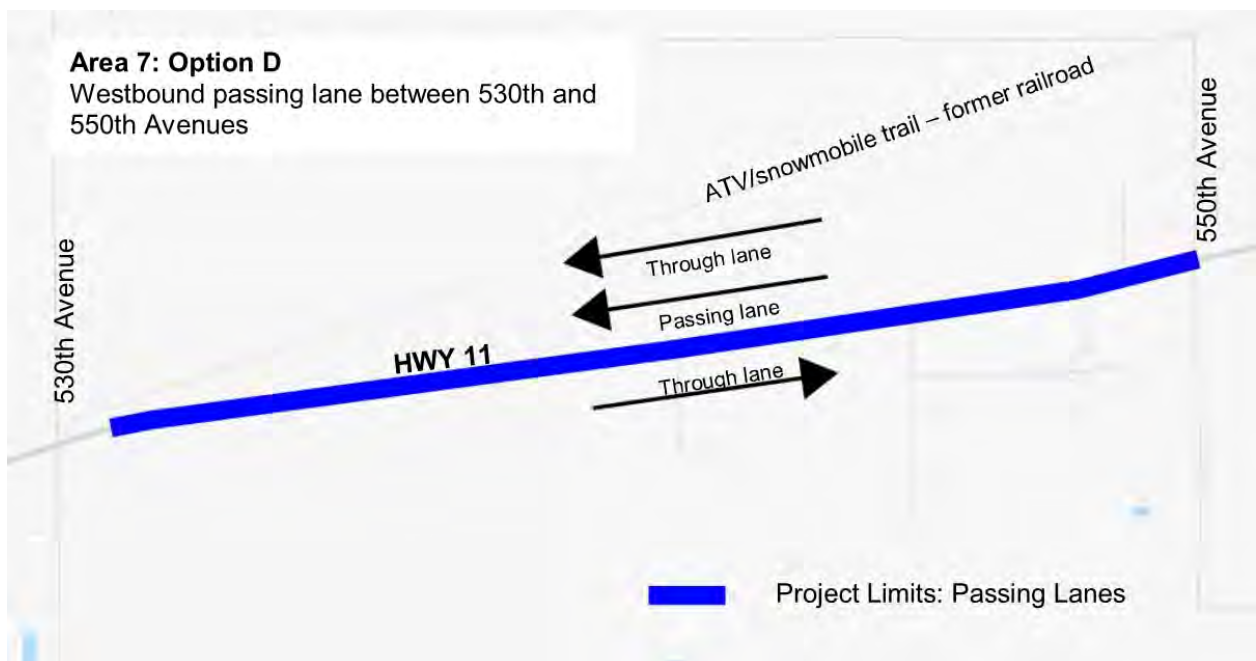 Area 7: Option D
Westbound passing lane between 530th and
550th Avenues
ATV/snowmobile trail – former railroad
550th Avenue
530th Avenue
Through lane
Passing lane
HWY 11
Through lane
Project Limits: Passing Lanes